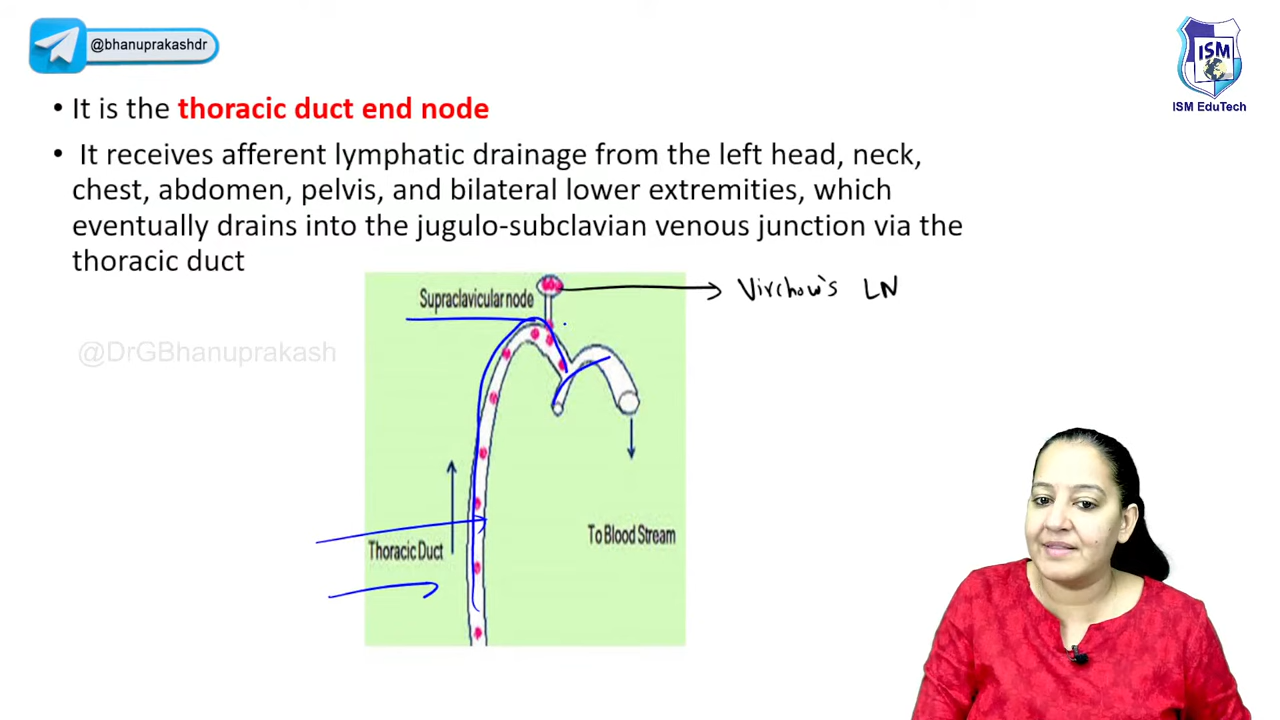 @bhanuprakashdr
ISM
ISM EduTech
• It is the thoracic duct end node
• It receives afferent lymphatic drainage from the left head, neck,
chest, abdomen, pelvis, and bilateral lower extremities, which
eventually drains into the jugulo-subclavian venous junction via the
thoracic duct
Supraclavicular node
Virchow's LN
@DrGBhanuprakash
Thoracic Duct
To Blood Stream